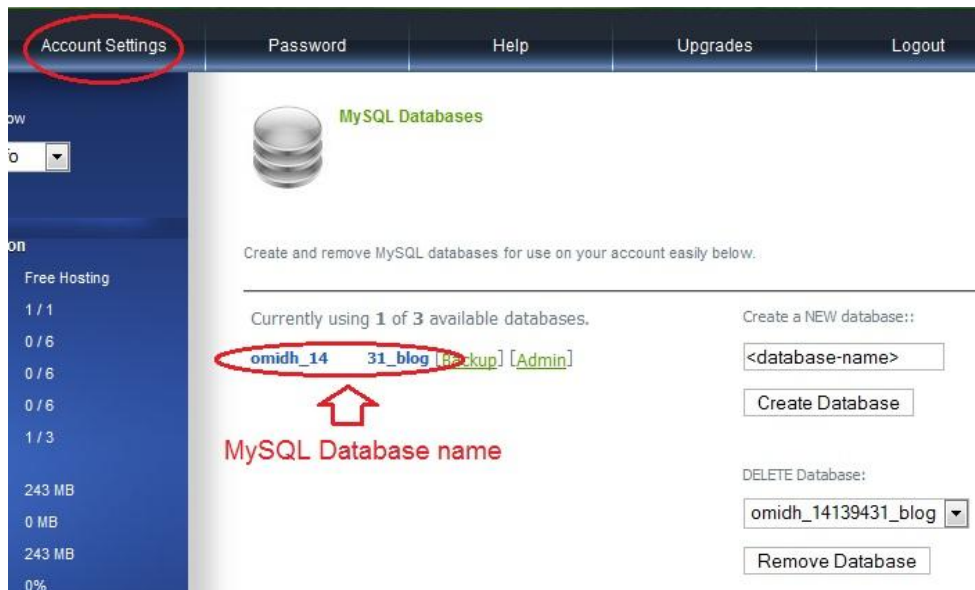 Account Settings Password Help Upgrades Logout
MySQL Databases
Create and remove MySQL databases for use on your account easily below.
on
Free Hosting
1 / 1
0 / 6
0 / 6
0 / 6
1 / 3
243 MB
0 MB
243 MB
0%
Currently using 1 of 3 available databases.
omidh_14 31_blog [Backup] [Admin]
MySQL Database name
Create a NEW database::
<database-name>
Create Database
DELETE Database:
omidh_14139431_blog
Remove Database